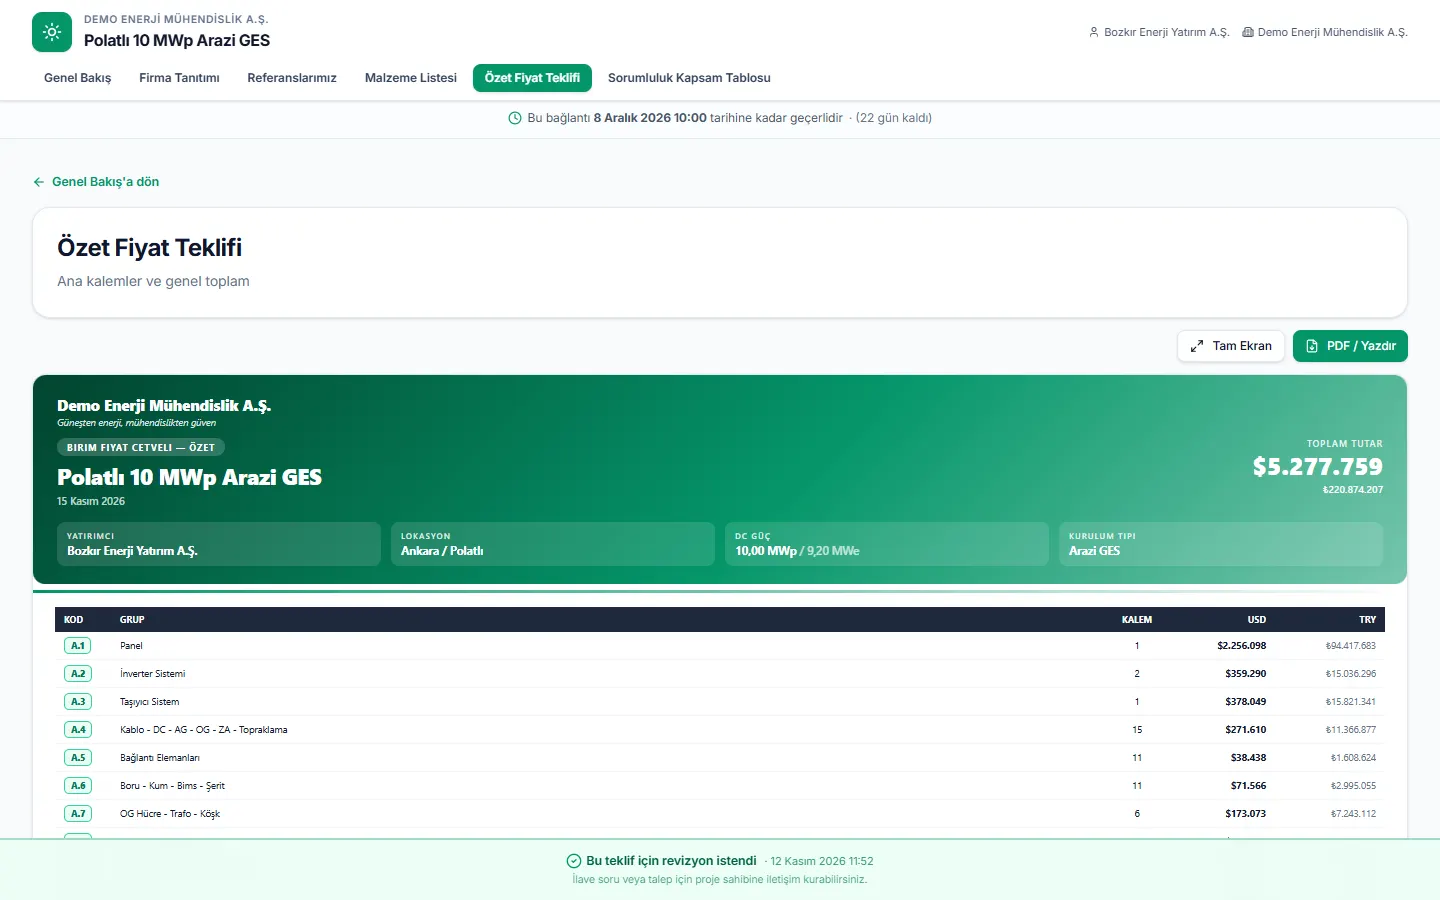 DEMO ENERJİ MÜHENDİSLİK A.Ş.
Polatlı 10 MWp Arazi GES
Bozkır Enerji Yatırım A.Ş.
Demo Enerji Mühendislik A.Ş.
Genel Bakış
Firma Tanıtımı
Referanslarımız
Malzeme Listesi
Özet Fiyat Teklifi
Sorumluluk Kapsam Tablosu
Bu bağlantı 8 Aralık 2026 10:00 tarihine kadar geçerlidir · (22 gün kaldı)
← Genel Bakış'a dön
Özet Fiyat Teklifi
Ana kalemler ve genel toplam
Tam Ekran
PDF / Yazdır
Demo Enerji Mühendislik A.Ş.
Güneşten enerji, mühendislikten güven
BIRIM FIYAT CETVELI — ÖZET
Polatlı 10 MWp Arazi GES
15 Kasım 2026
TOPLAM TUTAR
$5.277.759
₺220.874.207
YATIRIMCI
Bozkır Enerji Yatırım A.Ş.
LOKASYON
Ankara / Polatlı
DC GÜÇ
10,00 MWp / 9,20 MWe
KURULUM TIPI
Arazi GES
KOD GRUP KALEM USD TRY
A.1 Panel 1 $2.256.098 ₺94.417.683
A.2 İnverter Sistemi 2 $359.290 ₺15.036.296
A.3 Taşıyıcı Sistem 1 $378.049 ₺15.821.341
A.4 Kablo - DC - AG - OG - ZA - Topraklama 15 $271.610 ₺11.366.877
A.5 Bağlantı Elemanları 11 $38.438 ₺1.608.624
A.6 Boru - Kum - Bims - Şerit 11 $71.566 ₺2.995.055
A.7 OG Hücre - Trafo - Köşk 6 $173.073 ₺7.243.112
Bu teklif için revizyon istendi · 12 Kasım 2026 11:52
İlave soru veya talep için proje sahibine iletişim kurabilirsiniz.